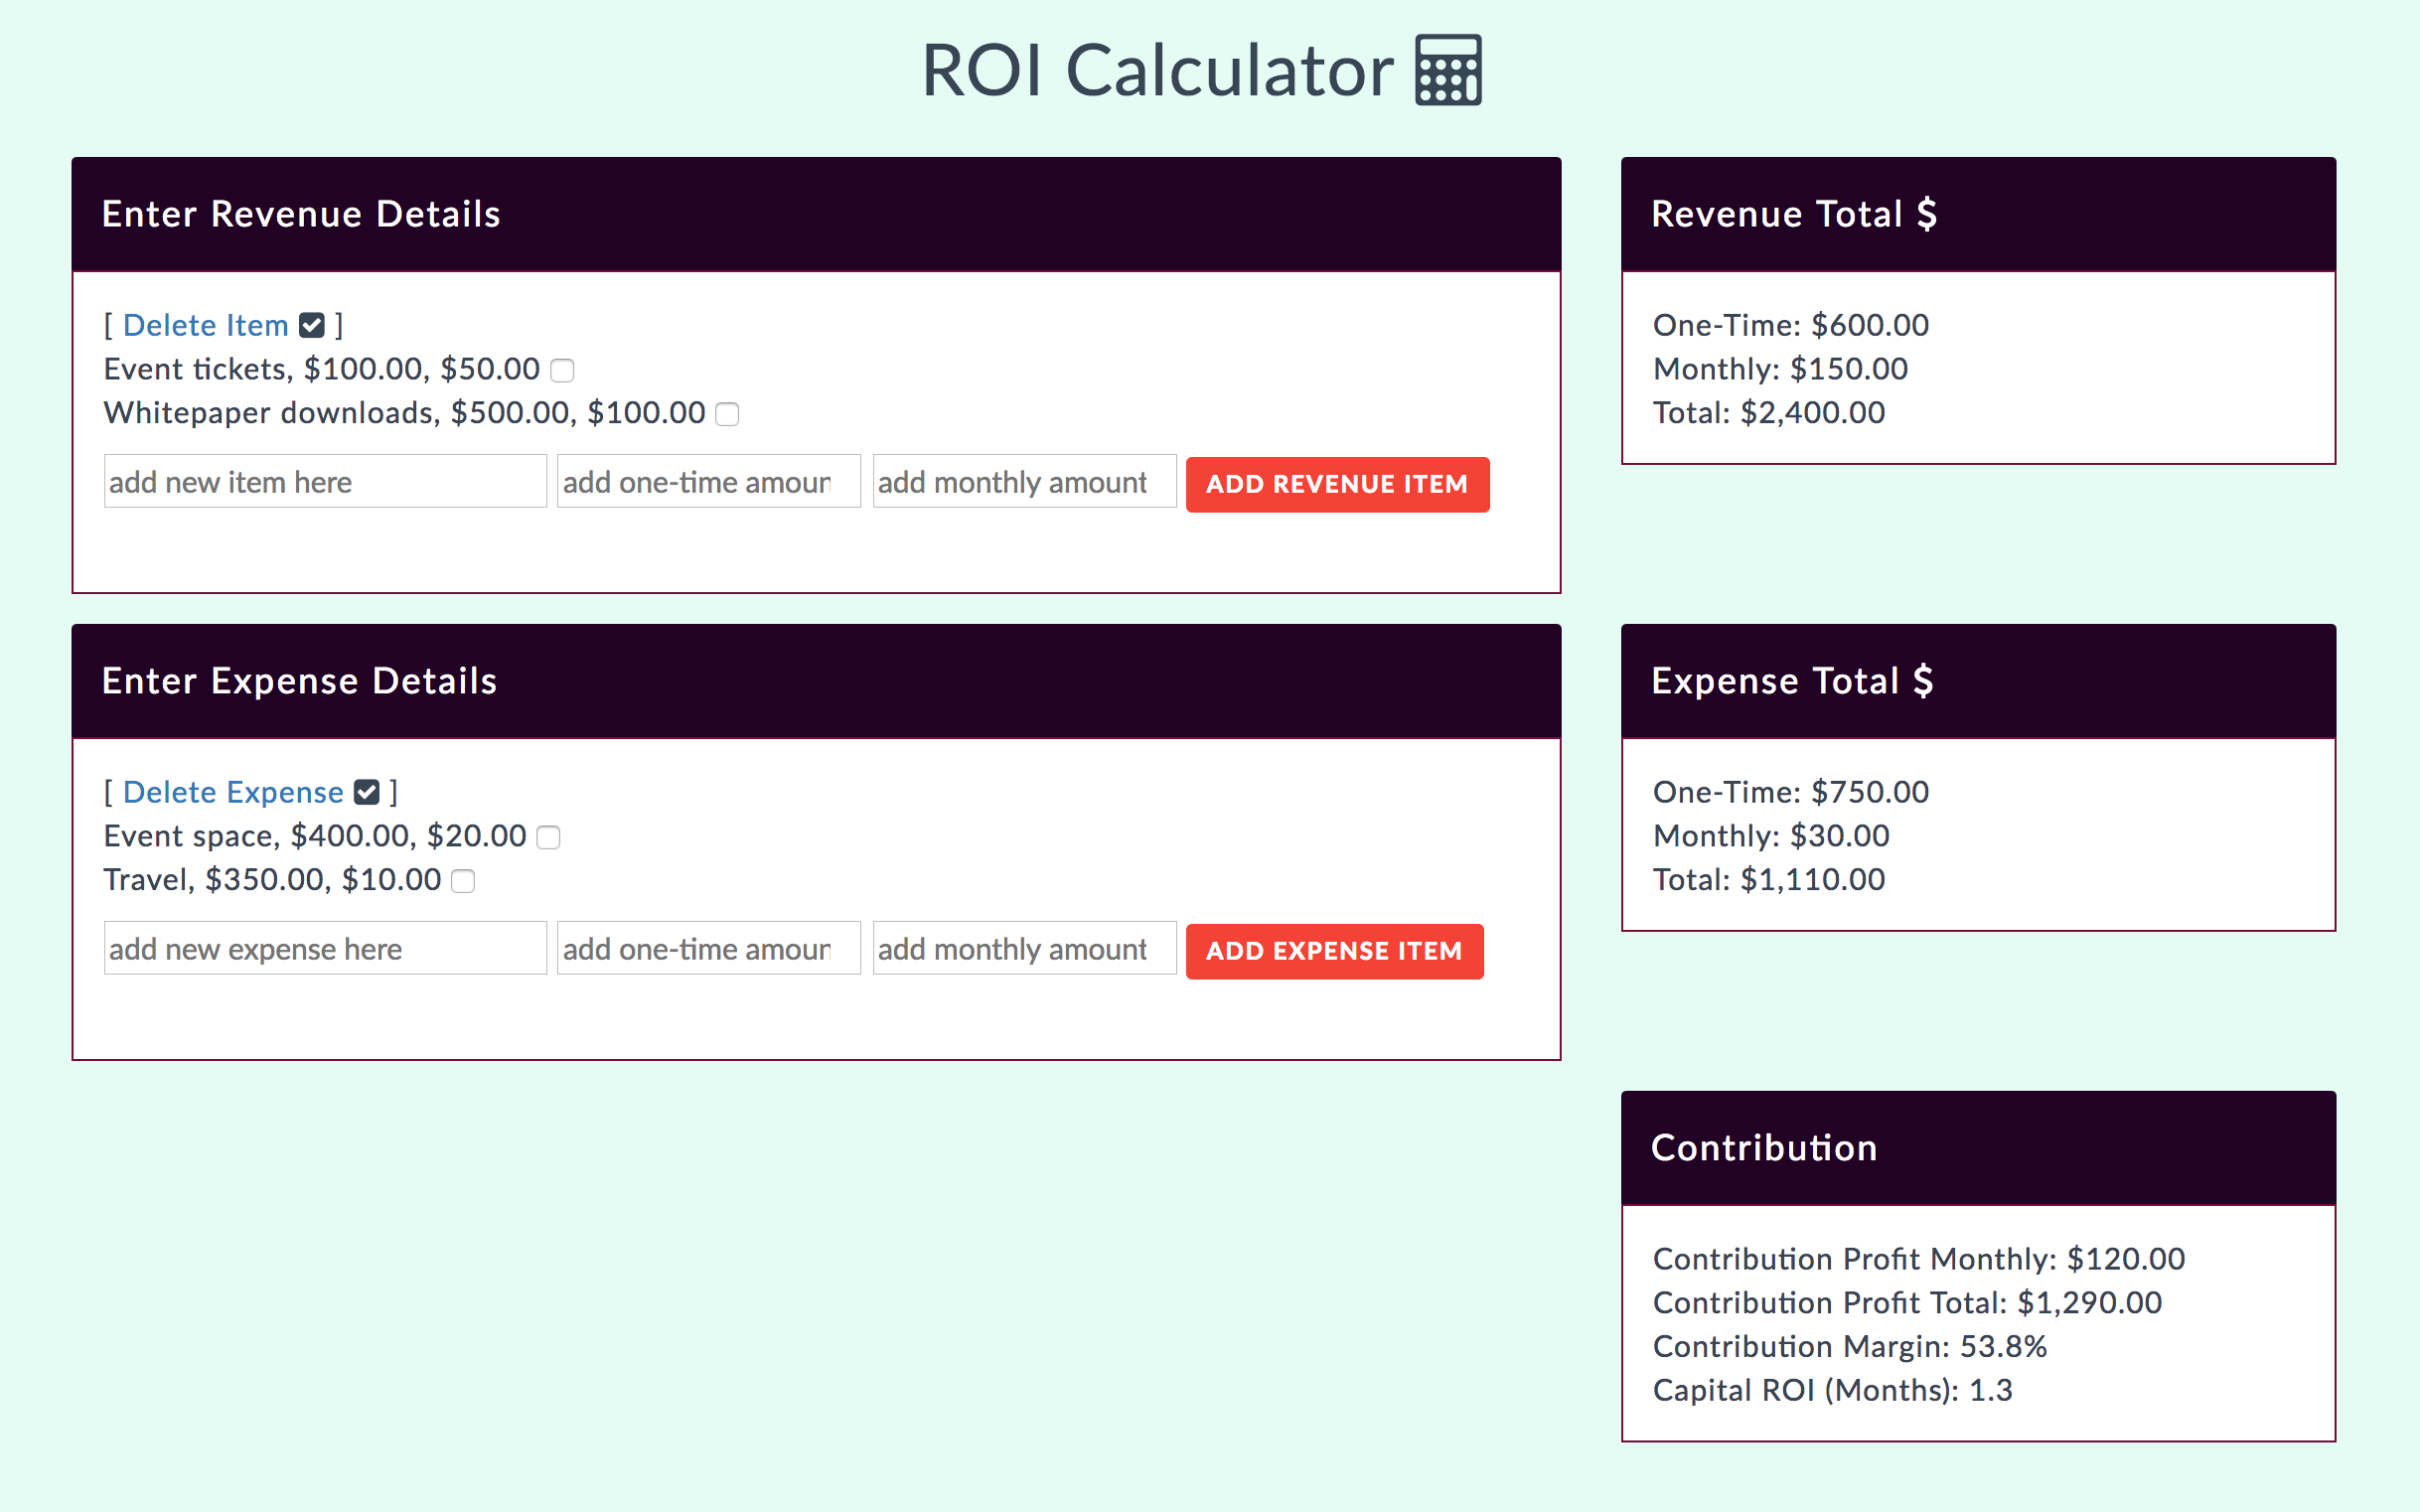 ROI Calculator
Enter Revenue Details
[ Delete Item ]
Event tickets, $100.00, $50.00
Whitepaper downloads, $500.00, $100.00
add new item here
add one-time amoun
add monthly amount
ADD REVENUE ITEM
Revenue Total $
One-Time: $600.00
Monthly: $150.00
Total: $2,400.00
Enter Expense Details
[ Delete Expense ]
Event space, $400.00, $20.00
Travel, $350.00, $10.00
add new expense here
add one-time amoun
add monthly amount
ADD EXPENSE ITEM
Expense Total $
One-Time: $750.00
Monthly: $30.00
Total: $1,110.00
Contribution
Contribution Profit Monthly: $120.00
Contribution Profit Total: $1,290.00
Contribution Margin: 53.8%
Capital ROI (Months): 1.3